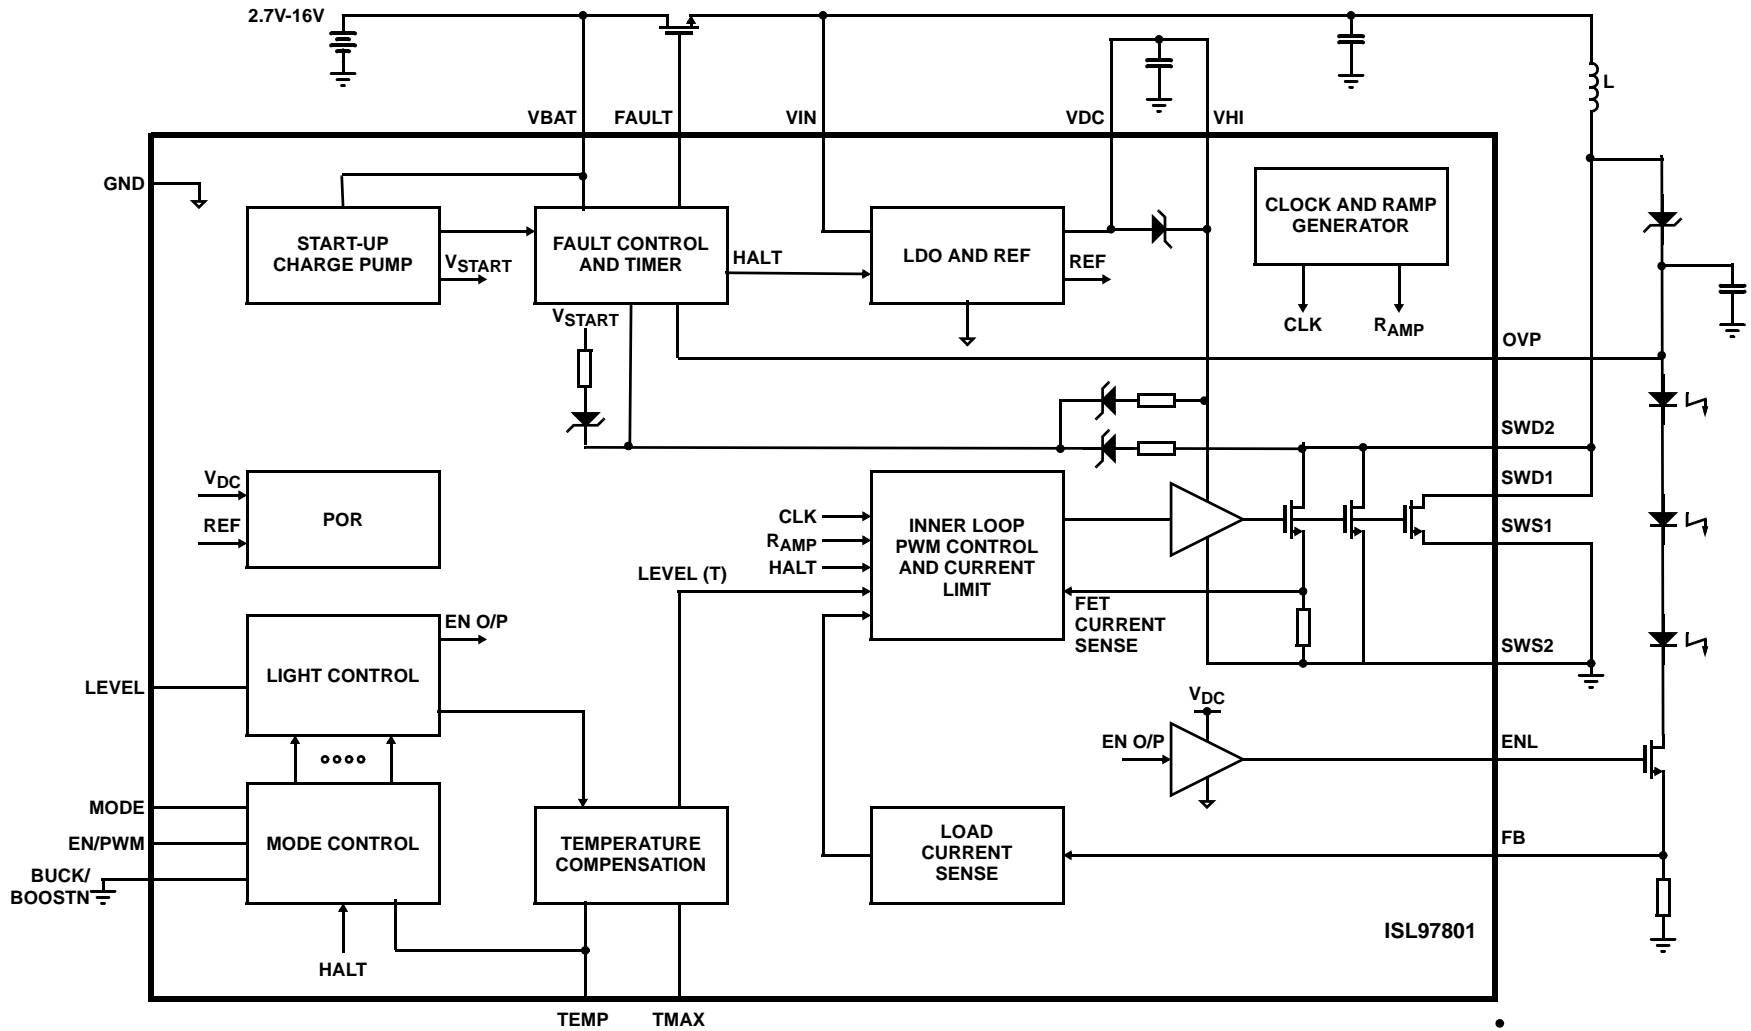 2.7V-16V
L
VBAT
FAULT
VIN
VDC
VHI
GND
START-UP
CHARGE PUMP
VSTART
FAULT CONTROL
AND TIMER
HALT
LDO AND REF
REF
CLOCK AND RAMP
GENERATOR
CLK
RAMP
VSTART
OVP
SWD2
SWD1
SWS1
SWS2
VDC
REF
POR
CLK
RAMP
HALT
LEVEL (T)
INNER LOOP
PWM CONTROL
AND CURRENT
LIMIT
FET
CURRENT
SENSE
EN O/P
LIGHT CONTROL
LEVEL
VDC
EN O/P
ENL
MODE
EN/PWM
BUCK/
BOOSTN
MODE CONTROL
TEMPERATURE
COMPENSATION
LOAD
CURRENT
SENSE
FB
HALT
ISL97801
TEMP
TMAX